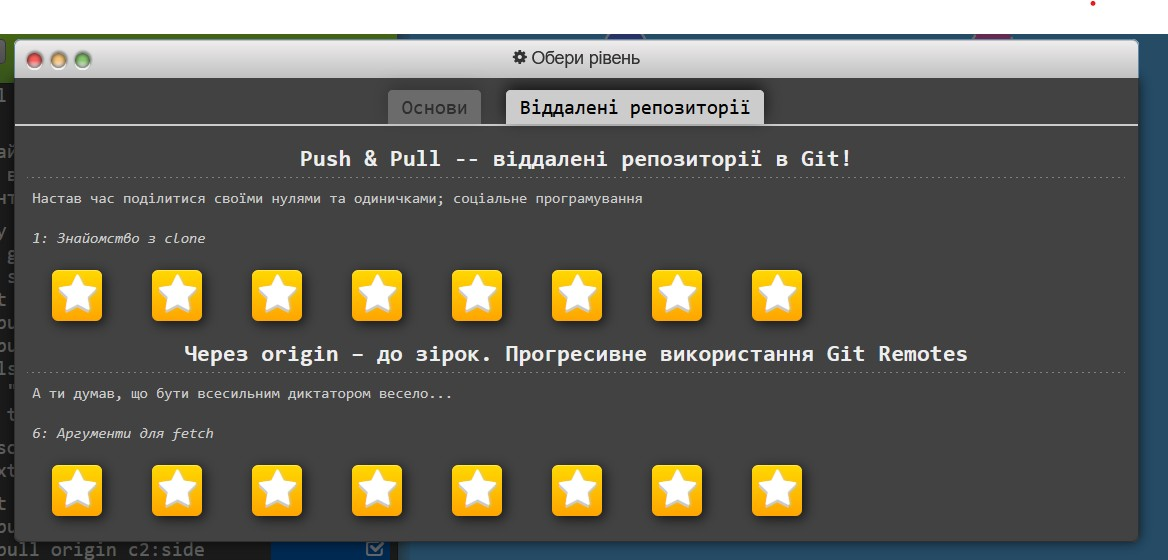 Обери рівень
Основи
Віддалені репозиторії
Push & Pull -- віддалені репозиторії в Git!
Настав час поділитися своїми нулями та одиничками; соціальне програмування
1: Знайомство з clone
Через origin – до зірок. Прогресивне використання Git Remotes
А ти думав, що бути всесильним диктатором весело...
6: Аргументи для fetch
pull origin c2:side